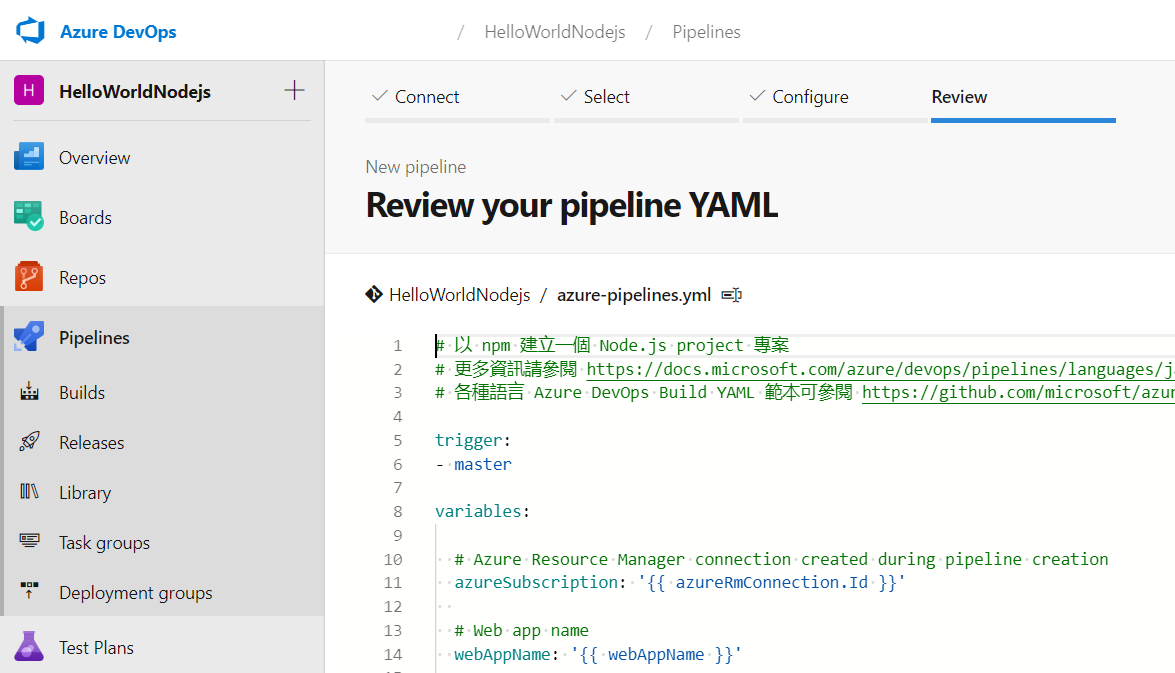 Azure DevOps / HelloWorldNodejs / Pipelines
H HelloWorldNodejs
Overview
Boards
Repos
Pipelines
Builds
Releases
Library
Task groups
Deployment groups
Test Plans
Connect Select Configure Review
New pipeline
Review your pipeline YAML
HelloWorldNodejs / azure-pipelines.yml
1 # 以 npm 建立一個 Node.js project 專案
2 # 更多資訊請參閱 https://docs.microsoft.com/azure/devops/pipelines/languages/j
3 # 各種語言 Azure DevOps Build YAML 範本可參閱 https://github.com/microsoft/azur
4
5 trigger:
6 - master
7
8 variables:
9
10 # Azure Resource Manager connection created during pipeline creation
11 azureSubscription: '{{ azureRmConnection.Id }}'
12
13 # Web app name
14 webAppName: '{{ webAppName }}'